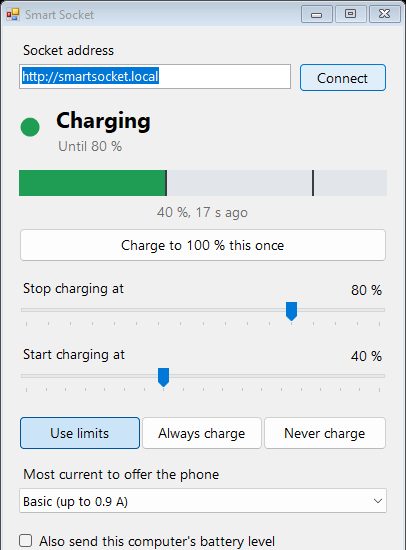 Smart Socket
Socket address
http://smartsocket.local
Connect
Charging
Until 80 %
40 %, 17 s ago
Charge to 100 % this once
Stop charging at
80 %
Start charging at
40 %
Use limits
Always charge
Never charge
Most current to offer the phone
Basic (up to 0.9 A)
Also send this computer's battery level